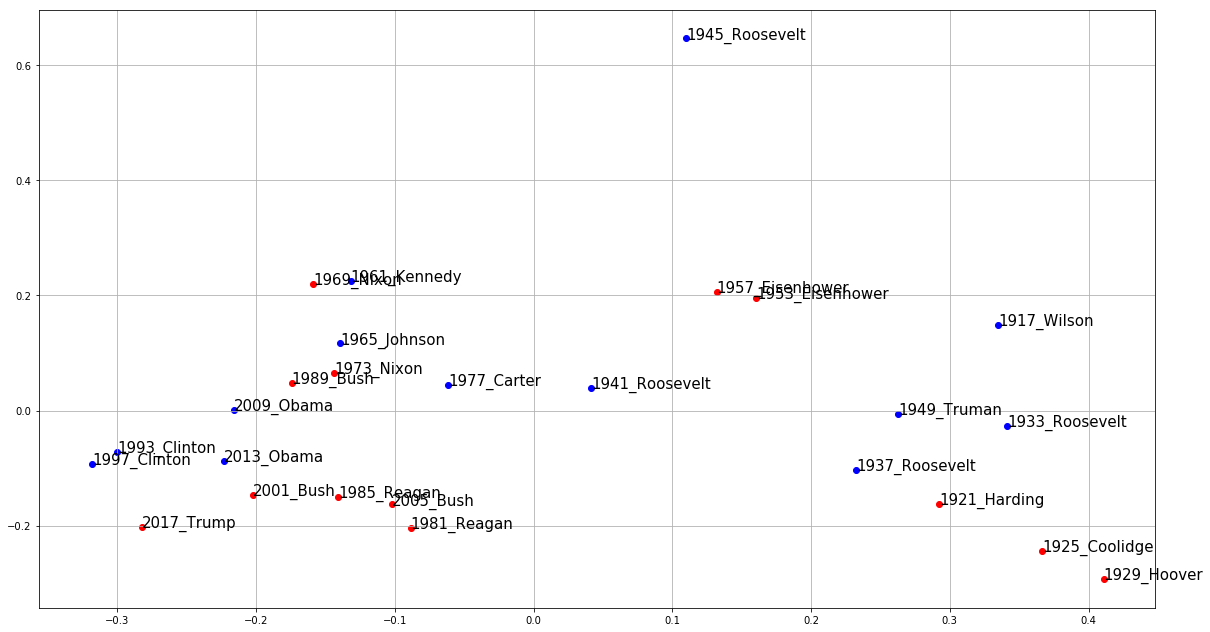 1945_Roosevelt
0.6
0.4
1961_Kennedy
1969_Nixon
1957_Eisenhower
1953_Eisenhower
0.2
1917_Wilson
1965_Johnson
1973_Nixon
1989_Bush
1977_Carter
1941_Roosevelt
2009_Obama
1949_Truman
0.0
1933_Roosevelt
1993_Clinton
2013_Obama
1997_Clinton
1937_Roosevelt
2001_Bush
1985_Reagan
2005_Bush
1921_Harding
2017_Trump
1981_Reagan
−0.2
1925_Coolidge
1929_Hoover
−0.3 −0.2 −0.1 0.0 0.1 0.2 0.3 0.4